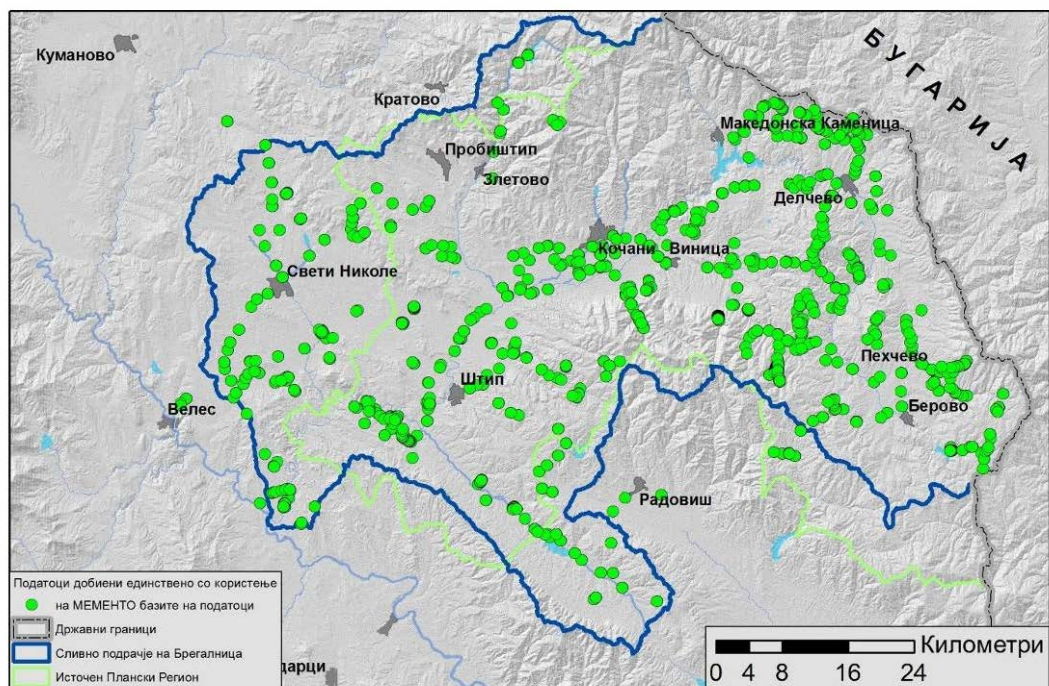 Куманово
БУГАРИЈА
Кратово
Македонска Каменица
Пробиштип
Злетово
Делчево
Кочани
Виница
Свети Николе
Пехчево
Штип
Велес
Берово
Радовиш
Податоци добиени единствено со користење
на МЕМЕНТО базите на податоци
Државни граници
Сливно подрачје на Брегалница
Источен Плански Регион
дарци
Километри
0 4 8 16 24